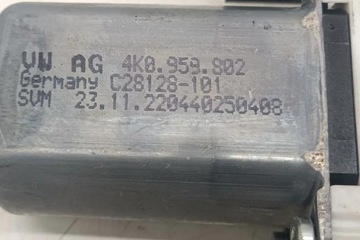 VW AG 4K0.959.802
Germany C28128-101
SVM 23.11.220440250408